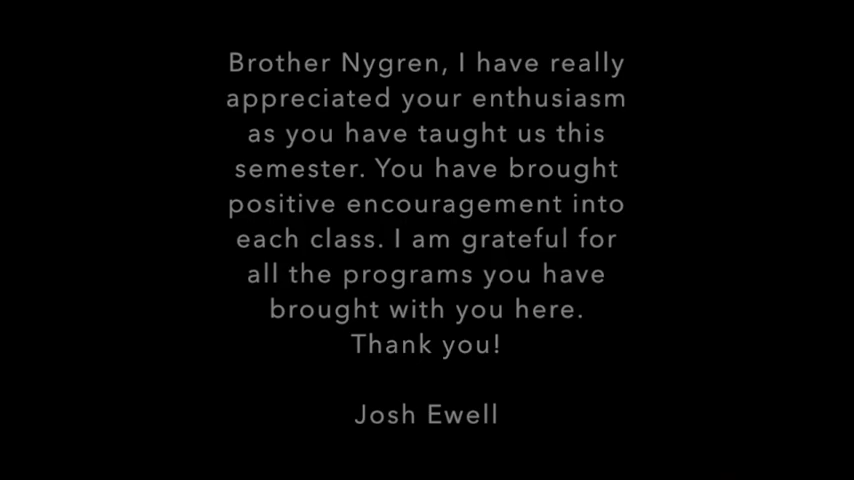 Brother Nygren, I have really
appreciated your enthusiasm
as you have taught us this
semester. You have brought
positive encouragement into
each class. I am grateful for
all the programs you have
brought with you here.
Thank you!
Josh Ewell